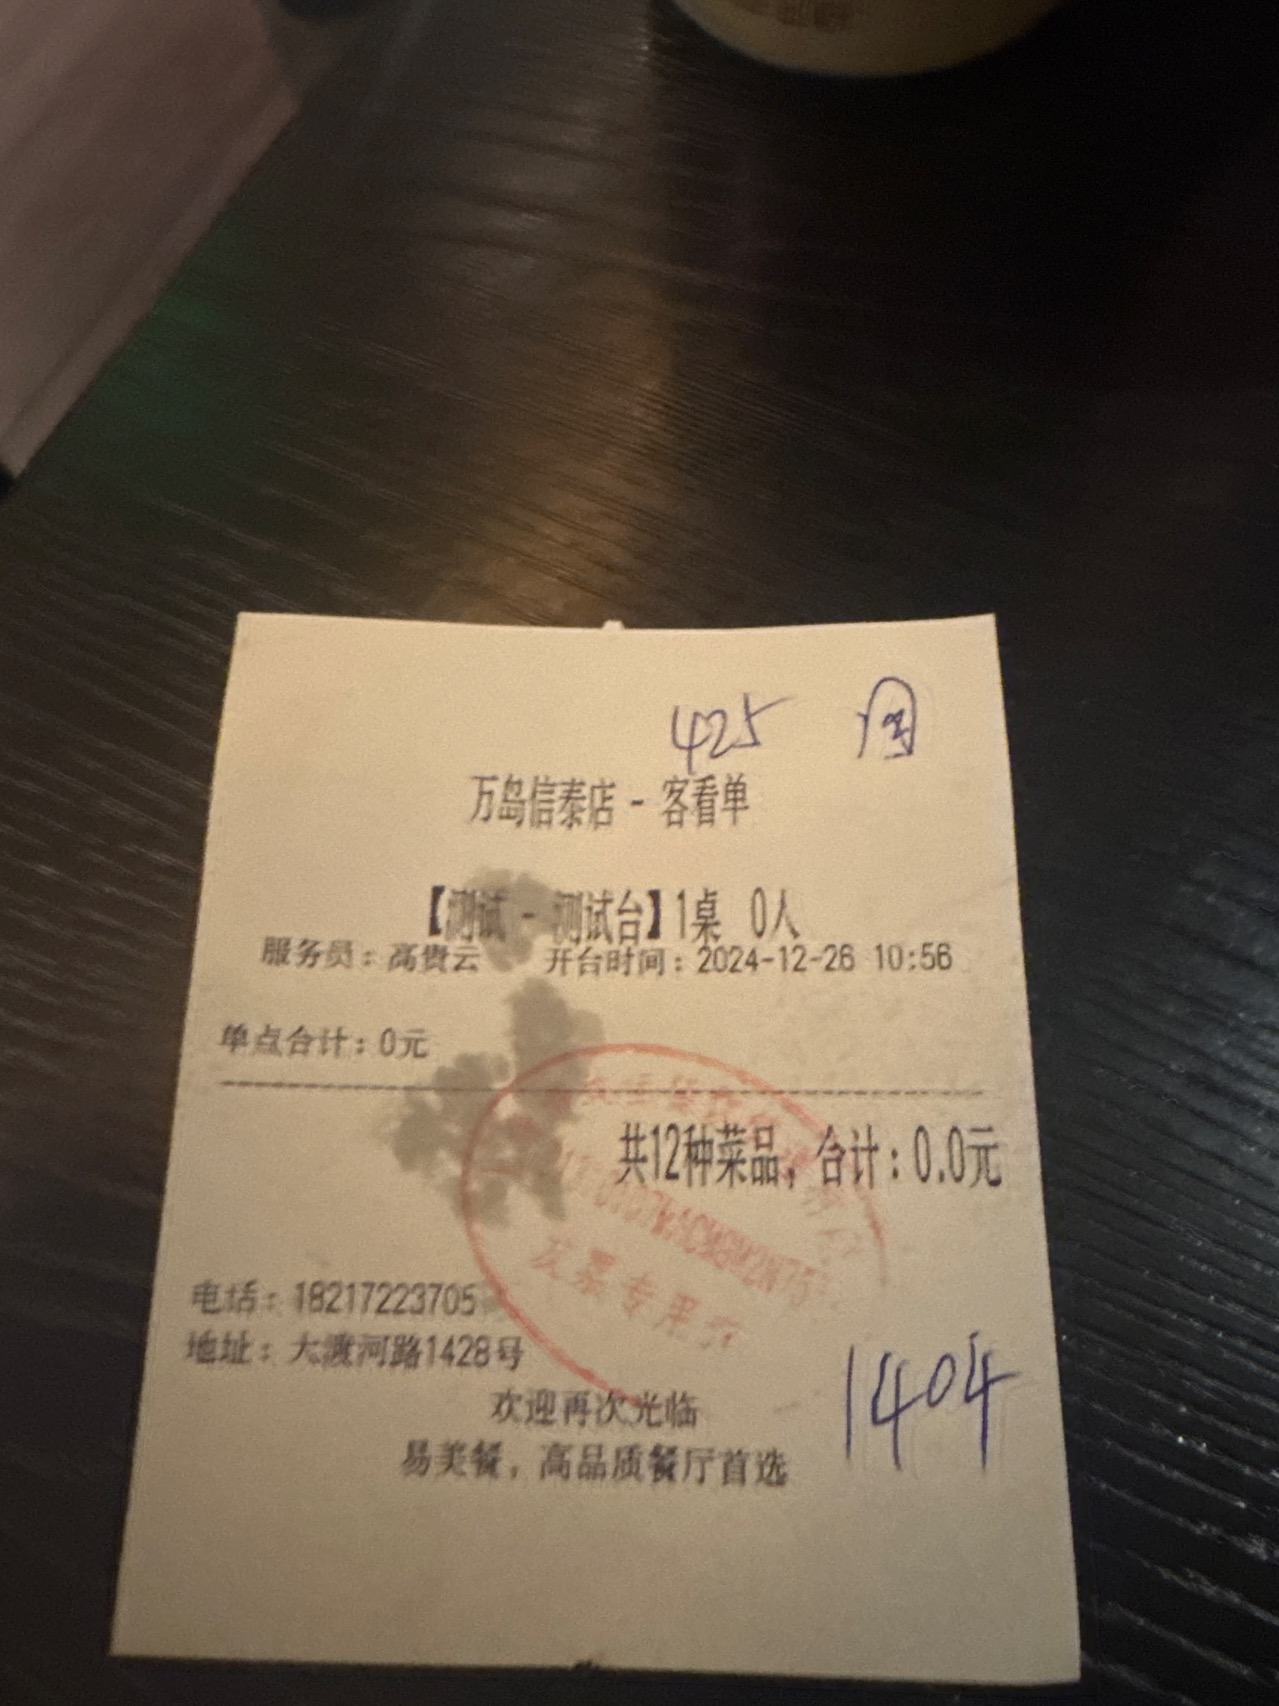 425 周
万岛信泰店 - 客看单
【测试 - 测试台】1桌 0人
服务员：高贵云 开台时间：2024-12-26 10:56
单点合计：0元
共12种菜品，合计：0.0元
发票专用章
电话：18217223705
地址：大渡河路1428号
1404
欢迎再次光临
易美餐，高品质餐厅首选